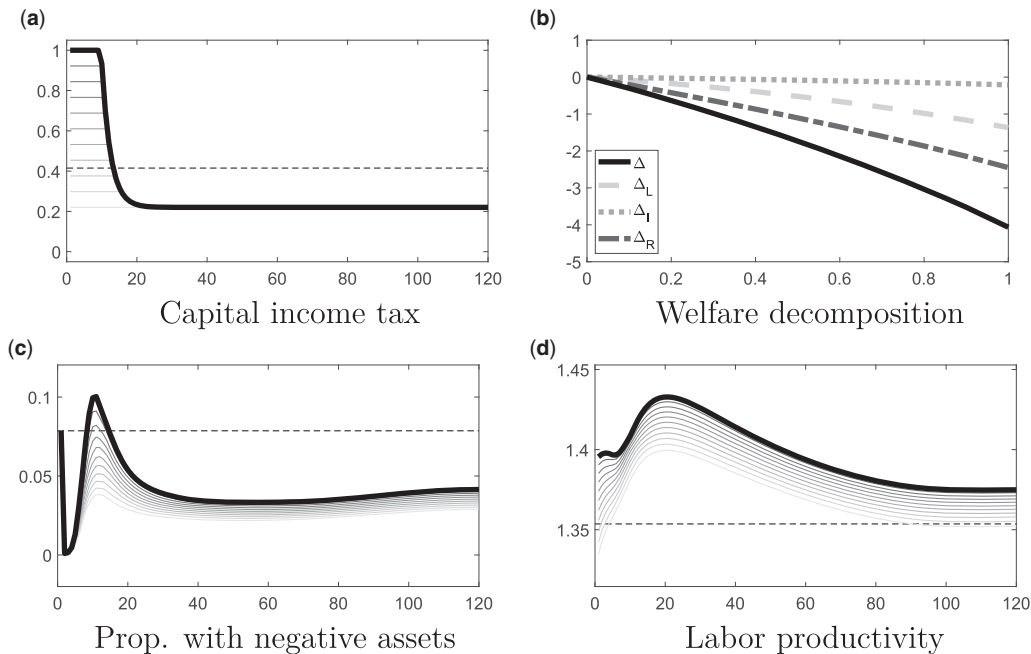 (a)
1
0.8
0.6
0.4
0.2
0
0 20 40 60 80 100 120
Capital income tax
(b)
1
0
-1
-2
-3
-4
-5
Δ
Δ_L
Δ_I
Δ_R
0 0.2 0.4 0.6 0.8 1
Welfare decomposition
(c)
0.1
0.05
0
0 20 40 60 80 100 120
Prop. with negative assets
(d)
1.45
1.4
1.35
0 20 40 60 80 100 120
Labor productivity